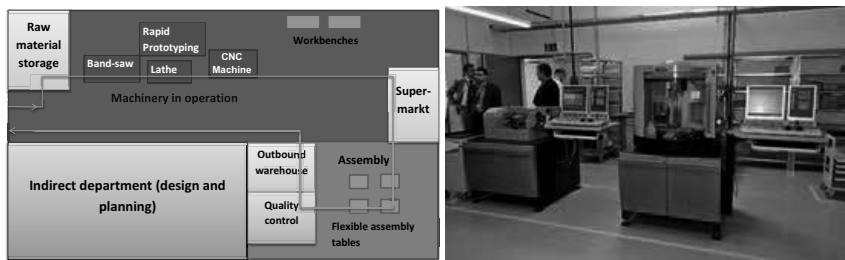 Raw
material
storage
Rapid
Prototyping
Band-saw
Lathe
CNC
Machine
Workbenches
Machinery in operation
Super-
markt
Indirect department (design and
planning)
Outbound
warehouse
Quality
control
Assembly
Flexible assembly
tables